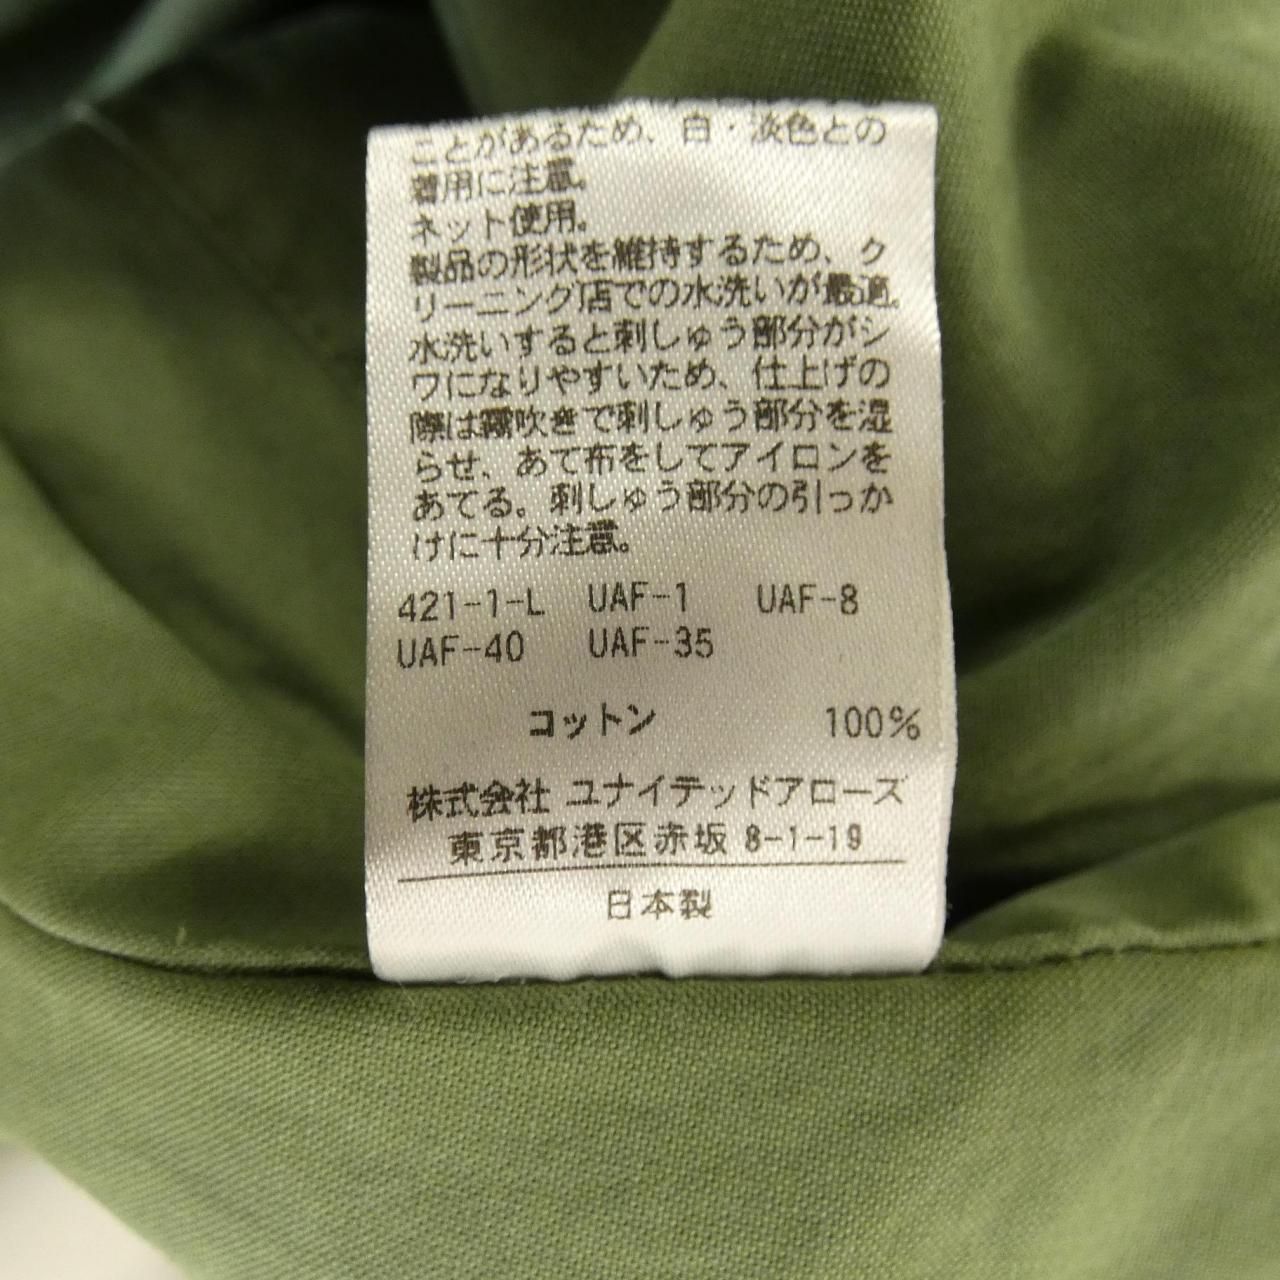 ことがあるため、白・淡色との
着用に注意。
ネット使用。
製品の形状を維持するため、ク
リーニング店での水洗いが最適。
水洗いすると刺しゅう部分がシ
ワになりやすいため、仕上げの
際は霧吹きで刺しゅう部分を湿
らせ、あて布をしてアイロンを
あてる。刺しゅう部分の引っか
けに十分注意。
421-1-L UAF-1 UAF-8
UAF-40 UAF-35
コットン 100%
株式会社 ユナイテッドアローズ
東京都港区赤坂 8-1-19
日本製